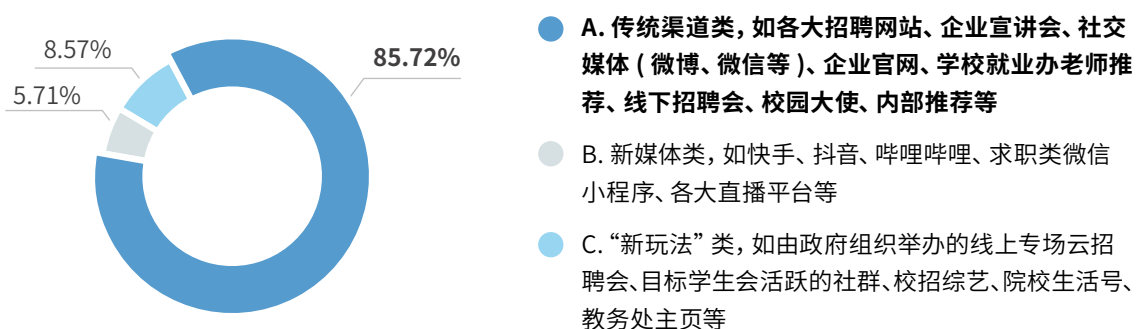 8.57%
5.71%
85.72%
A. 传统渠道类，如各大招聘网站、企业宣讲会、社交
媒体 ( 微博、微信等 )、企业官网、学校就业办老师推
荐、线下招聘会、校园大使、内部推荐等
B. 新媒体类，如快手、抖音、哔哩哔哩、求职类微信
小程序、各大直播平台等
C. “新玩法” 类，如由政府组织举办的线上专场云招
聘会、目标学生会活跃的社群、校招综艺、院校生活号、
教务处主页等